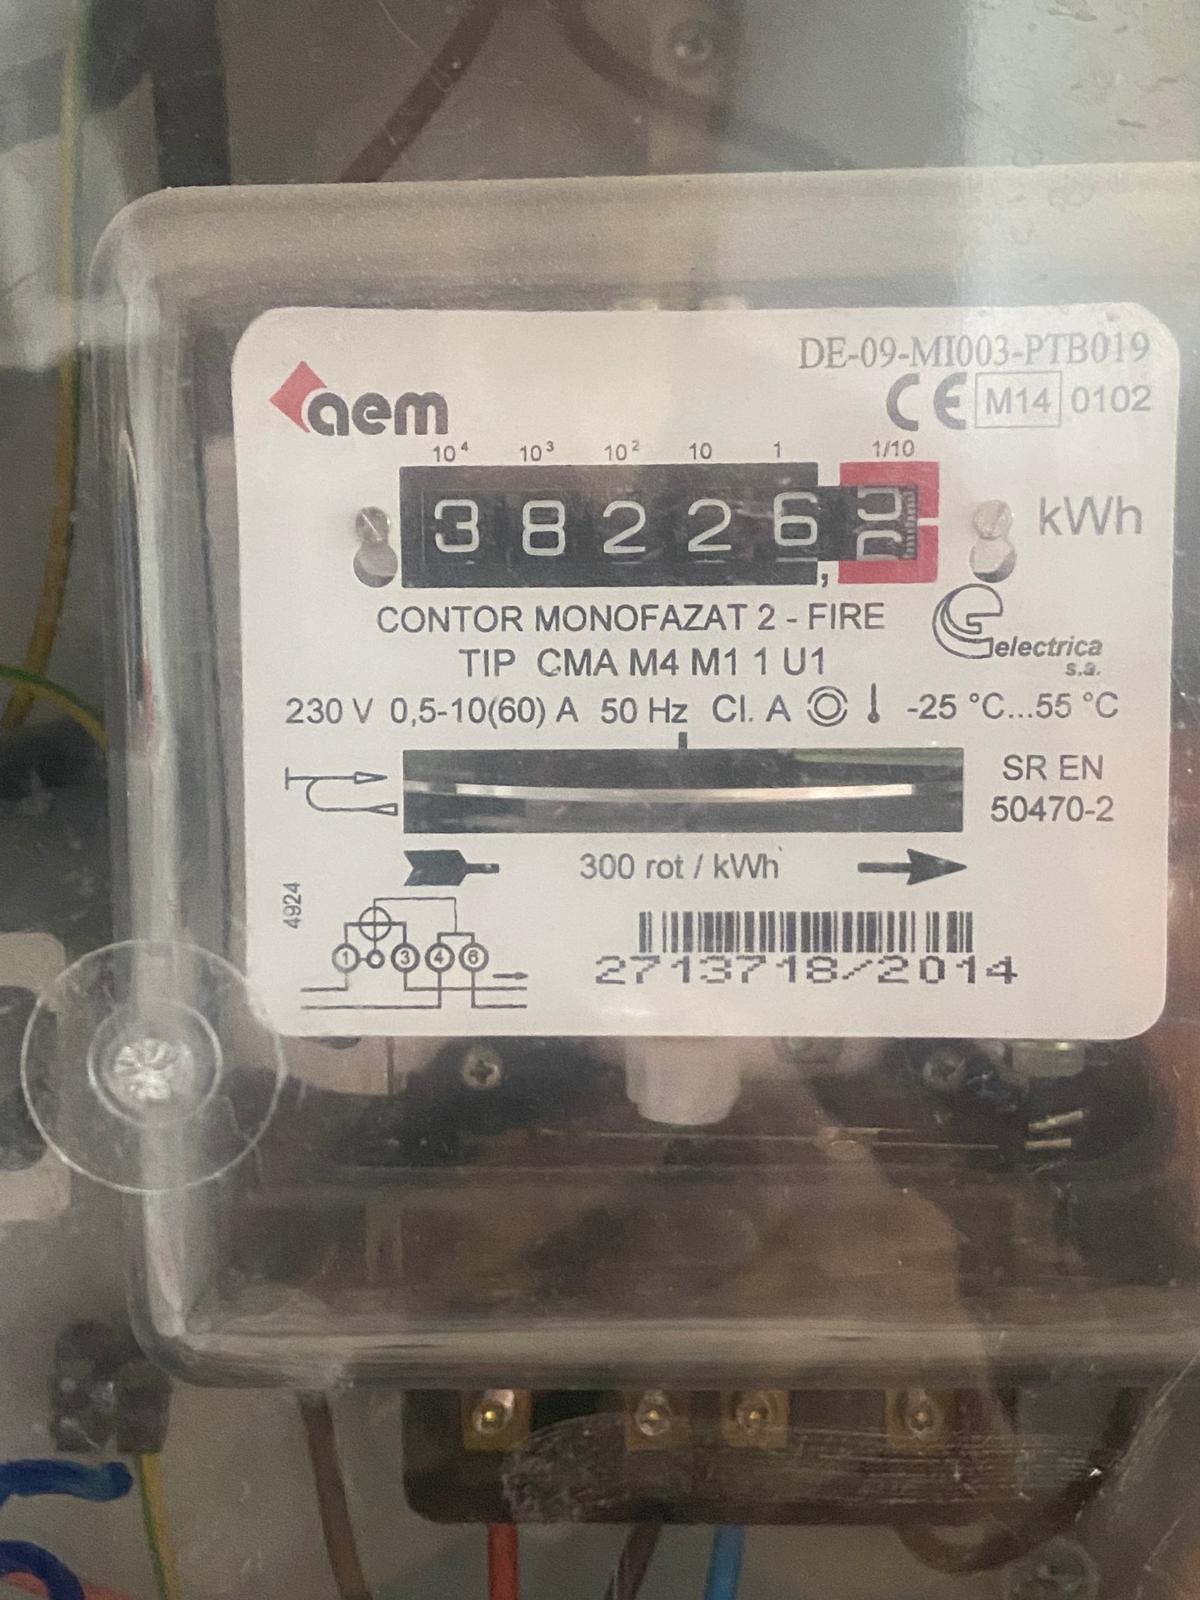 DE-09-MI003-PTB019
aem
CE M14 0102
10⁴ 10³ 10² 10 1 1/10
38226,
kWh
CONTOR MONOFAZAT 2 - FIRE
electrica
s.a.
TIP CMA M4 M1 1 U1
230 V 0,5-10(60) A 50 Hz Cl. A -25 °C...55 °C
SR EN
50470-2
300 rot / kWh
4924
1 3 4 6
2713718/2014